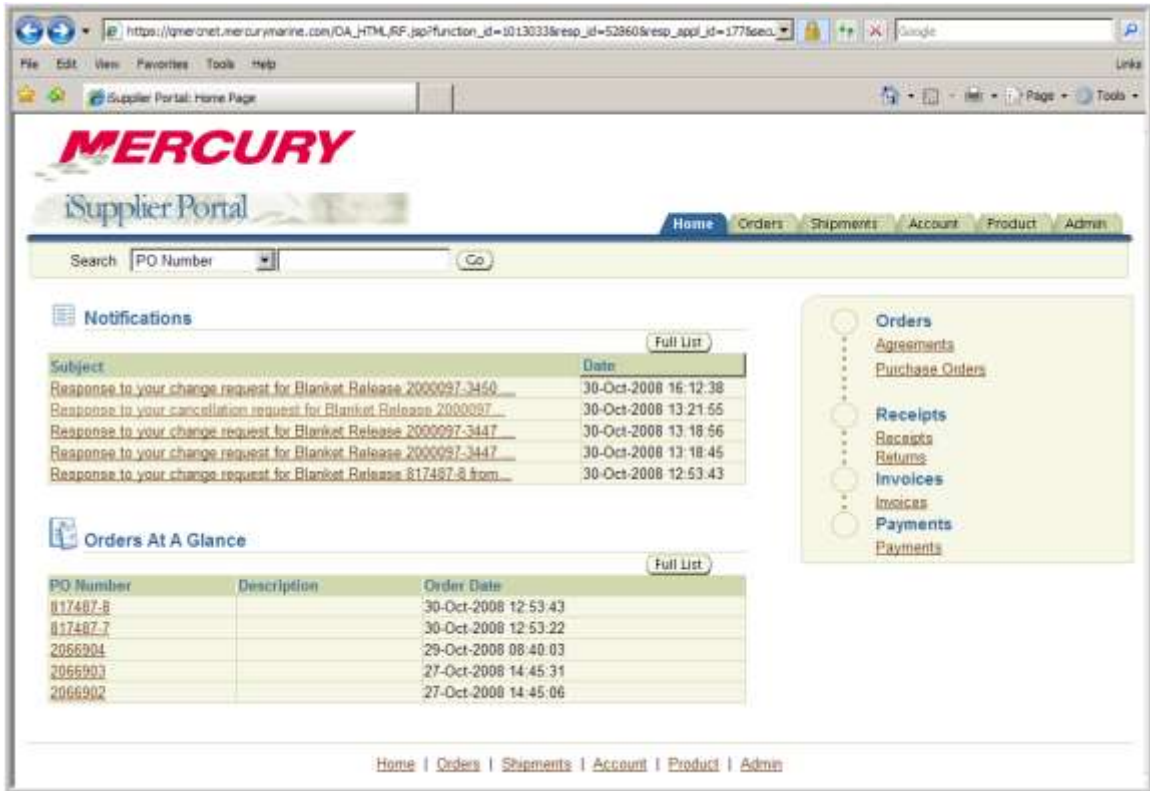 https://qmercnet.mercurymarine.com/OA_HTML/RF.jsp?function_id=1013033&resp_id=52860&resp_appl_id=177&secu Google
File Edit View Favorites Tools Help Links
iSupplier Portal: Home Page Page Tools
MERCURY
iSupplier Portal
Home Orders Shipments Account Product Admin
Search PO Number Go
Notifications
Full List
Subject Date
Response to your change request for Blanket Release 2000097-3450 .... 30-Oct-2008 16:12:38
Response to your cancellation request for Blanket Release 2000097... 30-Oct-2008 13:21:55
Response to your change request for Blanket Release 2000097-3447 .... 30-Oct-2008 13:18:56
Response to your change request for Blanket Release 2000097-3447 .... 30-Oct-2008 13:18:45
Response to your change request for Blanket Release 817487-8 from.... 30-Oct-2008 12:53:43
Orders At A Glance
Full List
PO Number Description Order Date
817487-8 30-Oct-2008 12:53:43
817487-7 30-Oct-2008 12:53:22
2066904 29-Oct-2008 08:40:03
2066903 27-Oct-2008 14:45:31
2066902 27-Oct-2008 14:45:06
Orders
Agreements
Purchase Orders
Receipts
Receipts
Returns
Invoices
Invoices
Payments
Payments
Home | Orders | Shipments | Account | Product | Admin